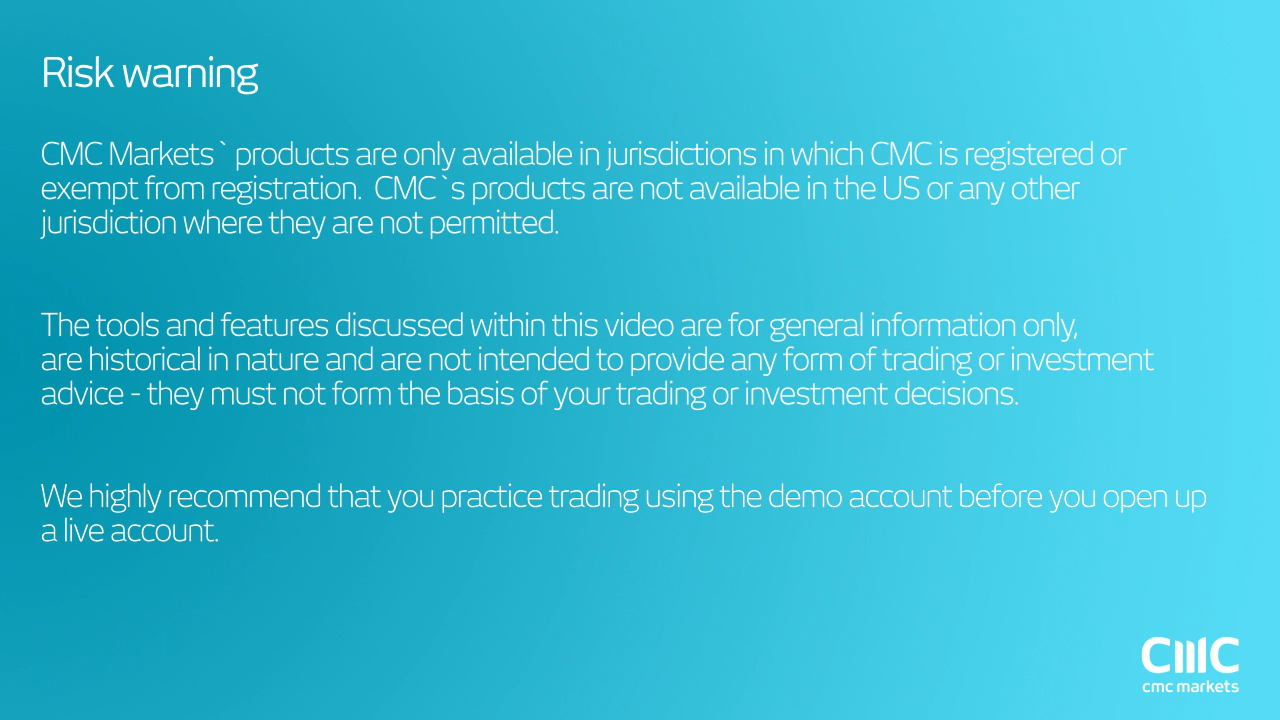 Risk warning
CMC Markets` products are only available in jurisdictions in which CMC is registered or
exempt from registration.  CMC`s products are not available in the US or any other
jurisdiction where they are not permitted.
The tools and features discussed within this video are for general information only,
are historical in nature and are not intended to provide any form of trading or investment
advice - they must not form the basis of your trading or investment decisions.
We highly recommend that you practice trading using the demo account before you open up
a live account.
CMC
cmc markets